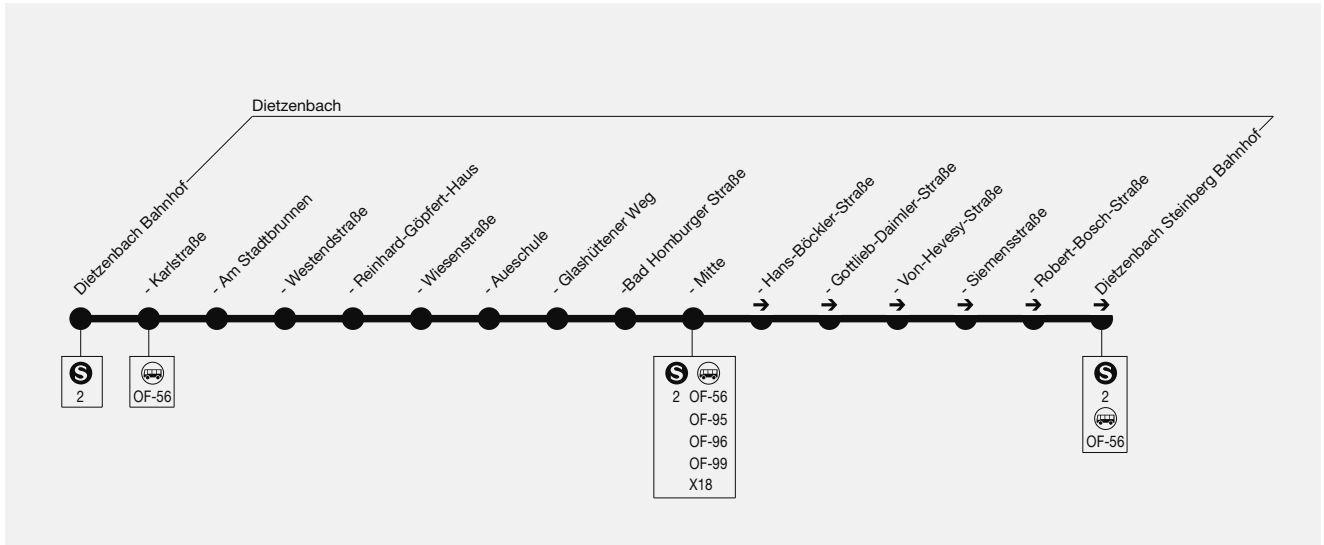 Dietzenbach
Dietzenbach Bahnhof
- Karlstraße
- Am Stadtbrunnen
- Westendstraße
- Reinhard-Göpfert-Haus
- Wiesenstraße
- Aueschule
- Glashüttener Weg
-Bad Homburger Straße
- Mitte
- Hans-Böckler-Straße
- Gottlieb-Daimler-Straße
- Von-Hevesy-Straße
- Siemensstraße
- Robert-Bosch-Straße
Dietzenbach Steinberg Bahnhof
S
2
OF-56
S
2 OF-56
OF-95
OF-96
OF-99
X18
S
2
OF-56